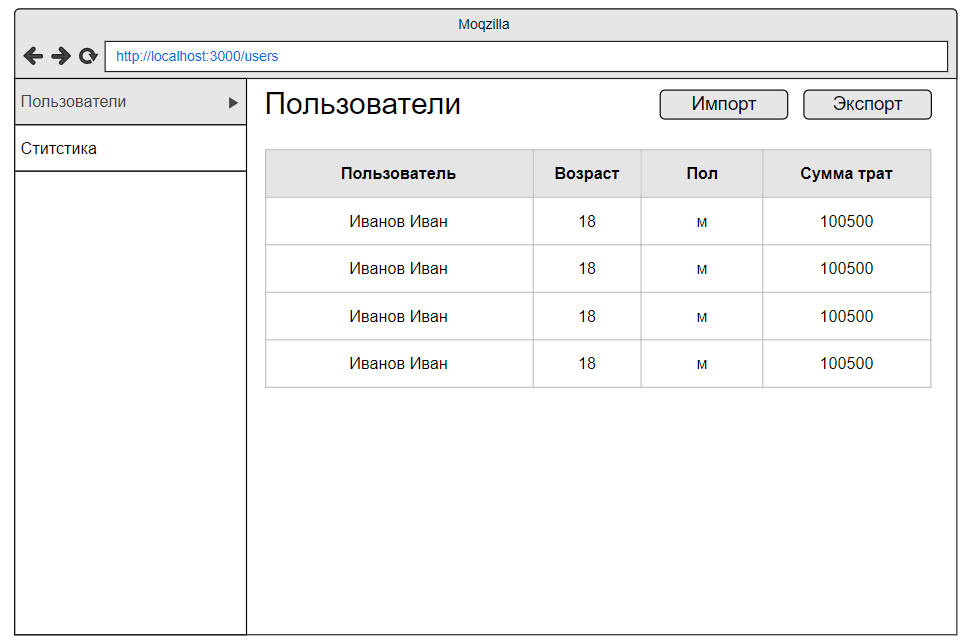 Moqzilla
http://localhost:3000/users
Пользователи
Ститстика
Пользователи Импорт Экспорт
Пользователь Возраст Пол Сумма трат
Иванов Иван 18 м 100500
Иванов Иван 18 м 100500
Иванов Иван 18 м 100500
Иванов Иван 18 м 100500